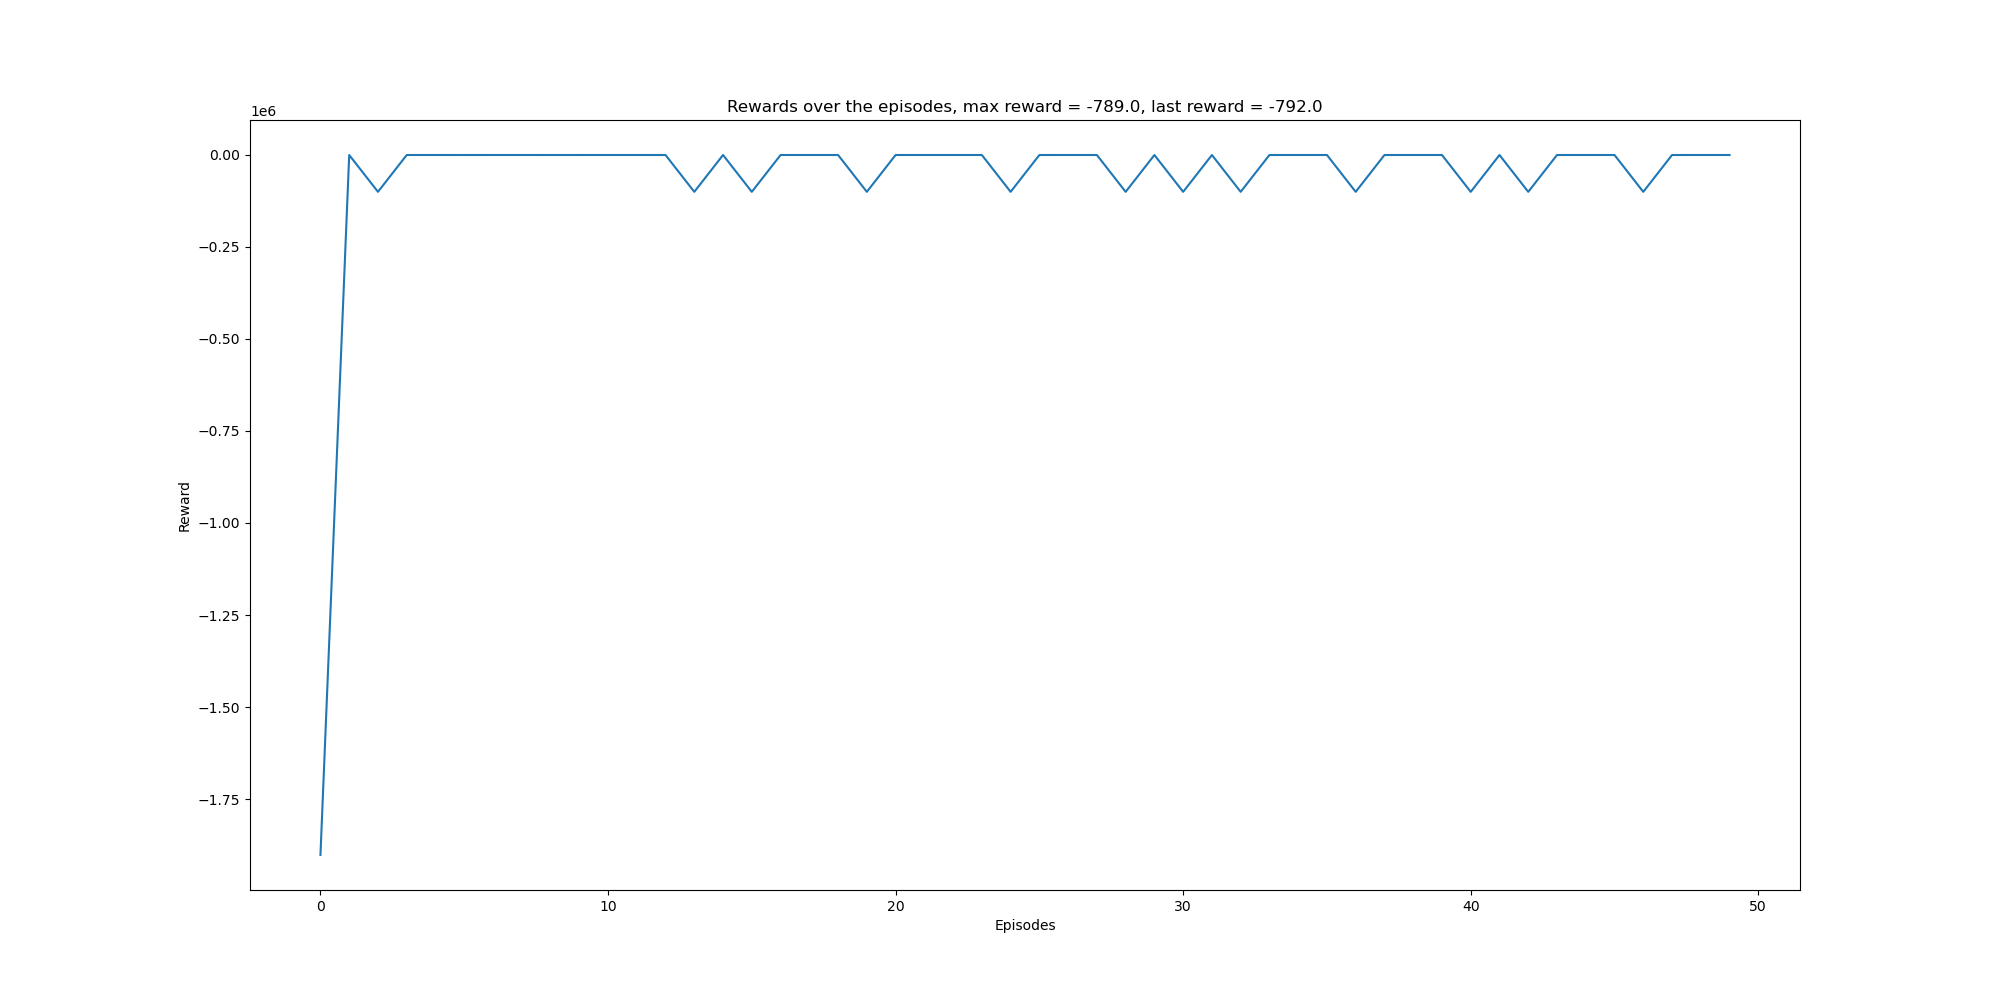 Rewards over the episodes, max reward = -789.0, last reward = -792.0
1e6
0.00
−0.25
−0.50
−0.75
−1.00
−1.25
−1.50
−1.75
Reward
0 10 20 30 40 50
Episodes